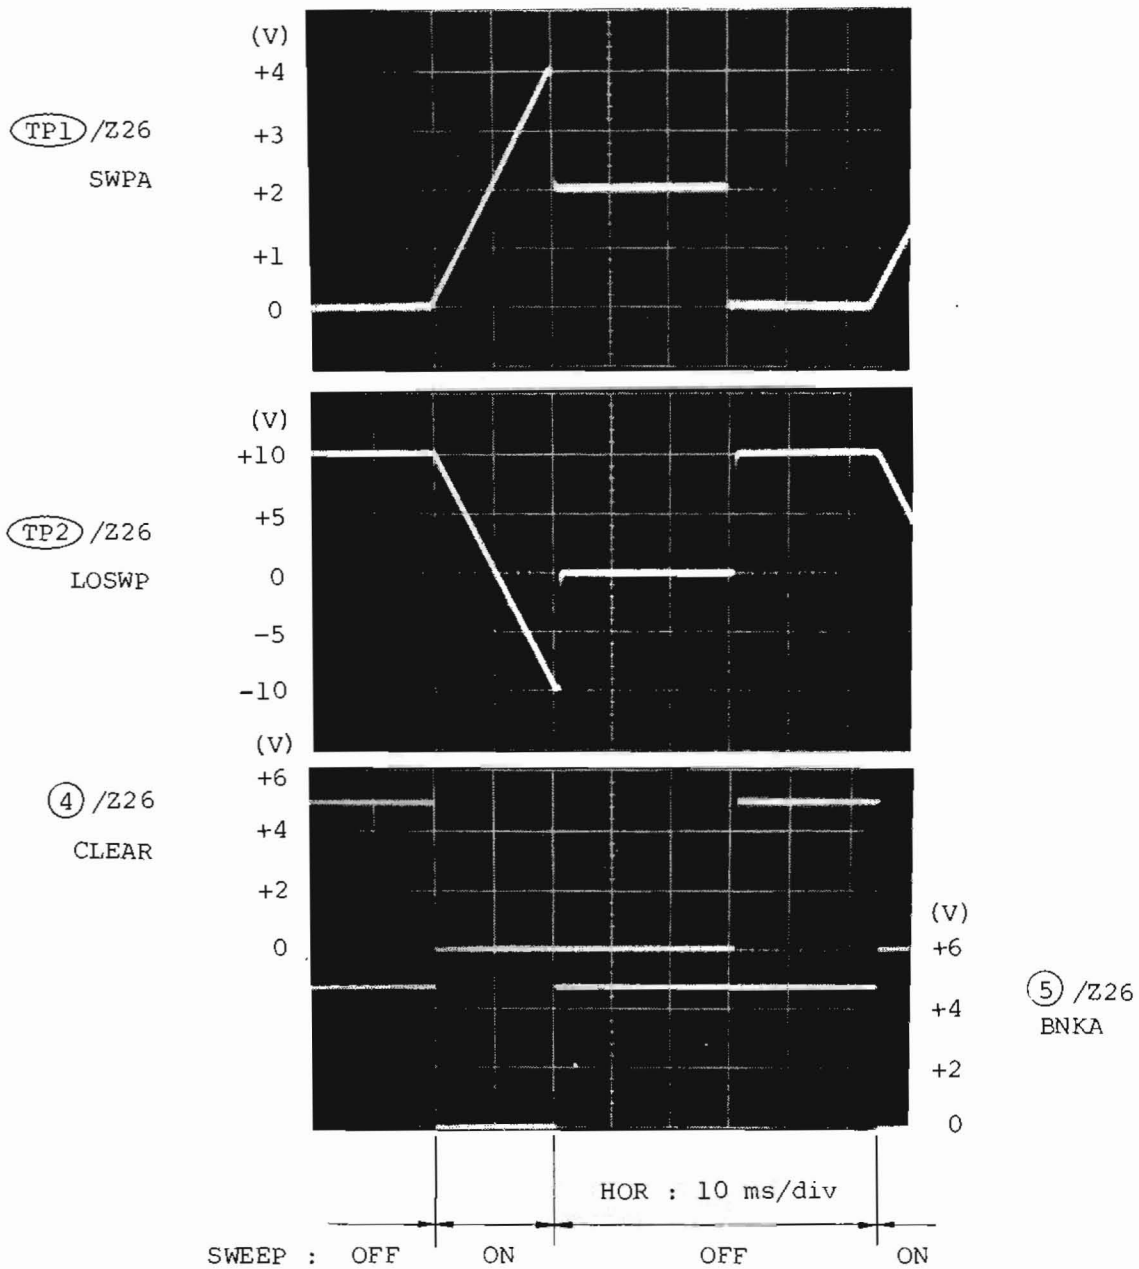 (V)
+4
TP1 /Z26
+3
SWPA
+2
+1
0
(V)
+10
+5
TP2 /Z26
0
LOSWP
-5
-10
(V)
+6
4 /Z26
+4
CLEAR
+2
(V)
0
+6
5 /Z26
+4
BNKA
+2
0
HOR : 10 ms/div
SWEEP : OFF ON OFF ON